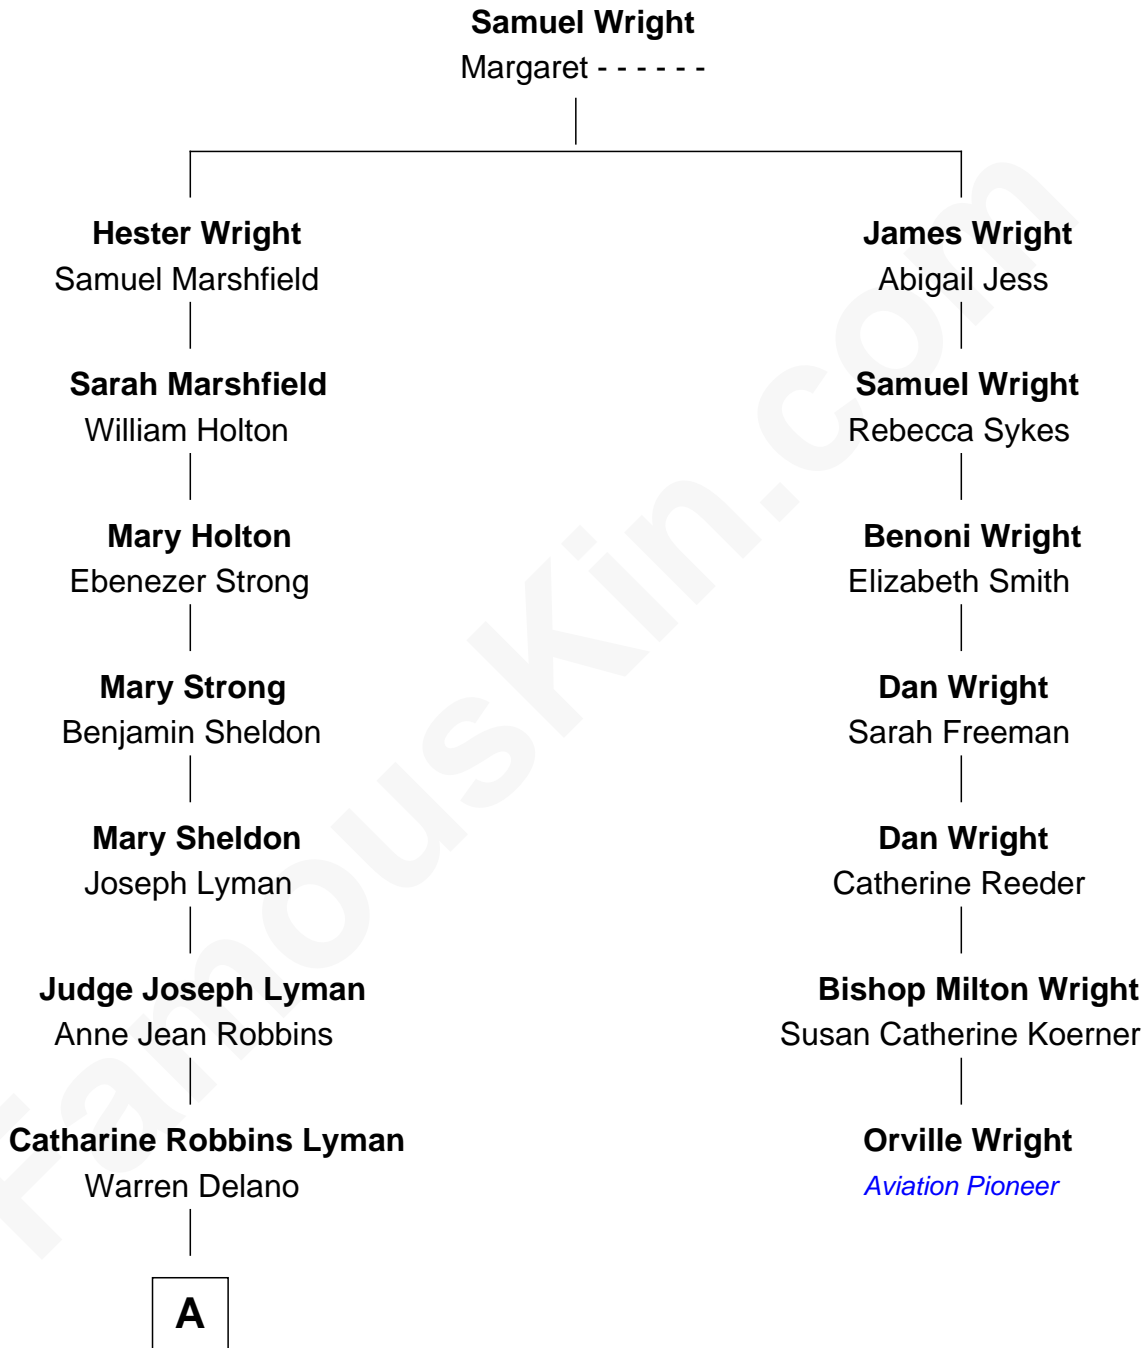 Samuel Wright
Margaret - - - - - -
Hester Wright
Samuel Marshfield
Sarah Marshfield
William Holton
Mary Holton
Ebenezer Strong
Mary Strong
Benjamin Sheldon
Mary Sheldon
Joseph Lyman
Judge Joseph Lyman
Anne Jean Robbins
Catharine Robbins Lyman
Warren Delano
A
James Wright
Abigail Jess
Samuel Wright
Rebecca Sykes
Benoni Wright
Elizabeth Smith
Dan Wright
Sarah Freeman
Dan Wright
Catherine Reeder
Bishop Milton Wright
Susan Catherine Koerner
Orville Wright
Aviation Pioneer
FamousKin.com